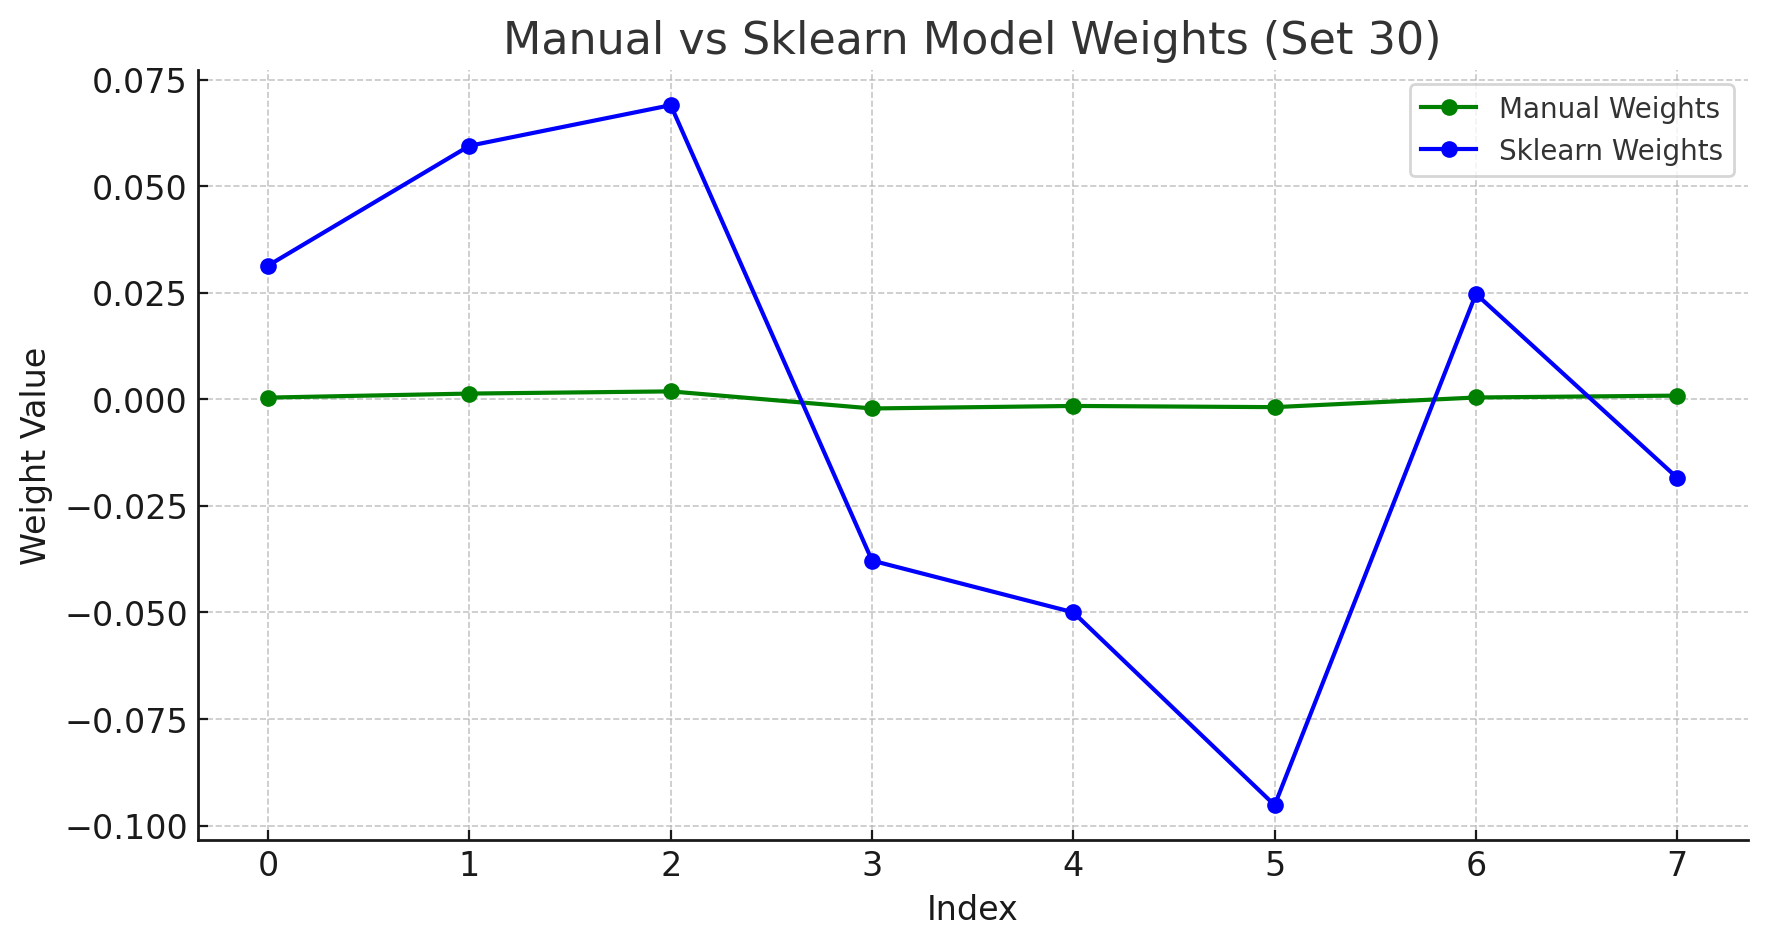 Manual vs Sklearn Model Weights (Set 30)
Manual Weights
Sklearn Weights
Weight Value
0.075
0.050
0.025
0.000
−0.025
−0.050
−0.075
−0.100
0 1 2 3 4 5 6 7
Index